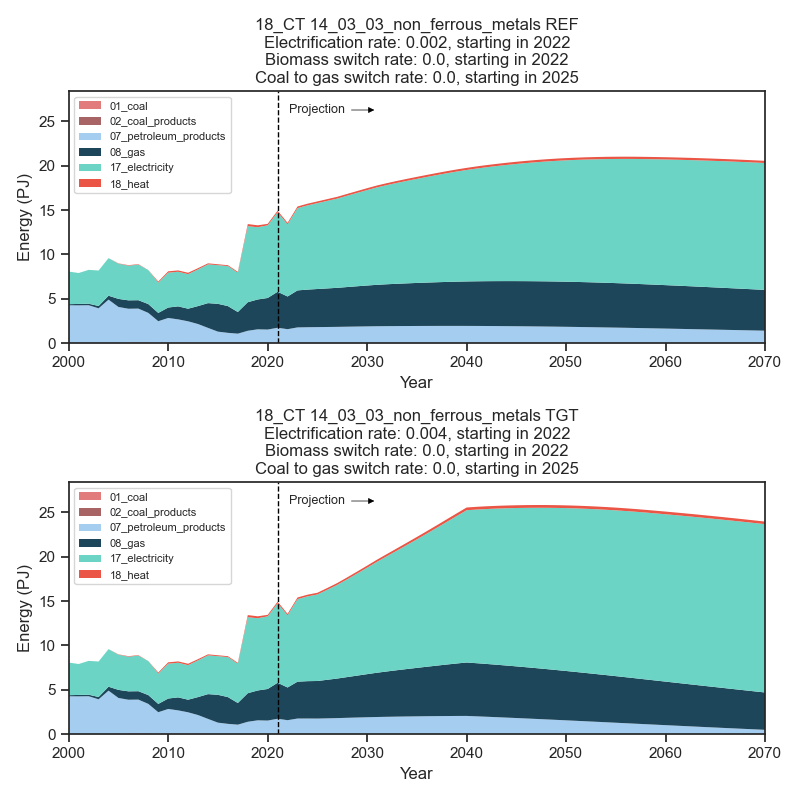 18_CT 14_03_03_non_ferrous_metals REF
Electrification rate: 0.002, starting in 2022
Biomass switch rate: 0.0, starting in 2022
Coal to gas switch rate: 0.0, starting in 2025
01_coal
02_coal_products
07_petroleum_products
08_gas
17_electricity
18_heat
Projection
Energy (PJ)
25
20
15
10
5
0
2000 2010 2020 2030 2040 2050 2060 2070
Year
18_CT 14_03_03_non_ferrous_metals TGT
Electrification rate: 0.004, starting in 2022
Biomass switch rate: 0.0, starting in 2022
Coal to gas switch rate: 0.0, starting in 2025
01_coal
02_coal_products
07_petroleum_products
08_gas
17_electricity
18_heat
Projection
Energy (PJ)
25
20
15
10
5
0
2000 2010 2020 2030 2040 2050 2060 2070
Year